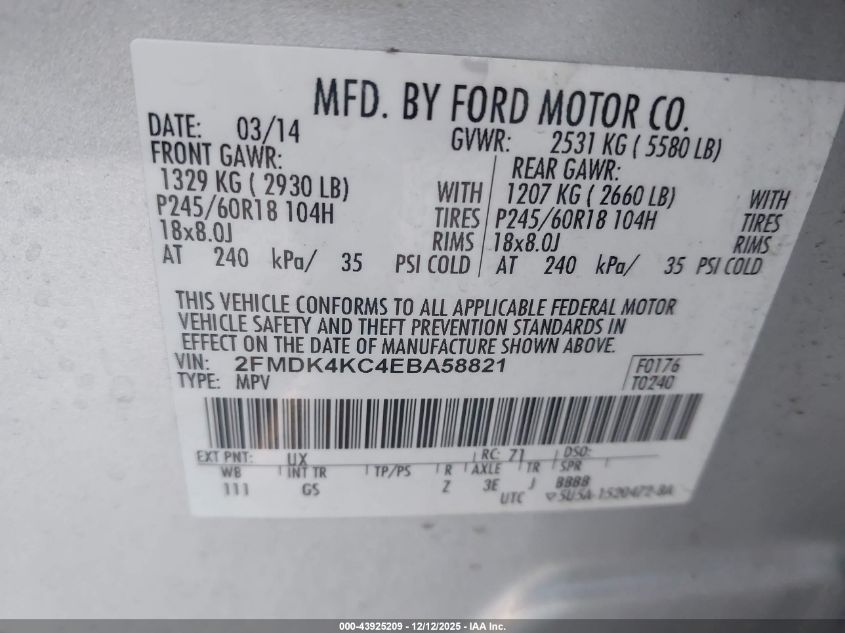 MFD. BY FORD MOTOR CO.
DATE: 03/14 GVWR: 2531 KG ( 5580 LB)
FRONT GAWR: REAR GAWR:
1329 KG ( 2930 LB) WITH 1207 KG ( 2660 LB) WITH
P245/60R18 104H TIRES P245/60R18 104H TIRES
18x8.0J RIMS 18x8.0J RIMS
AT 240 kPa/ 35 PSI COLD AT 240 kPa/ 35 PSI COLD
THIS VEHICLE CONFORMS TO ALL APPLICABLE FEDERAL MOTOR
VEHICLE SAFETY AND THEFT PREVENTION STANDARDS IN
EFFECT ON THE DATE OF MANUFACTURE SHOWN ABOVE.
VIN: 2FMDK4KC4EBA58821 F0176
TYPE: MPV T0240
EXT PNT: UX RC: 71 DSO:
WB INT TR TP/PS R AXLE TR SPR
111 GS Z 3E J BBBB
UTC 5U5A-1520472-BA
000-43925209 - 12/12/2025 - IAA Inc.